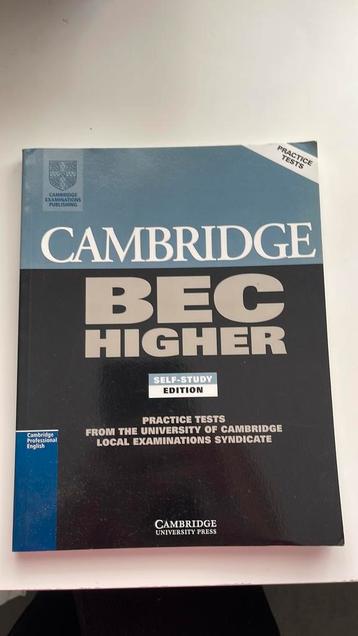 PRACTICE
TESTS
CAMBRIDGE
EXAMINATIONS
PUBLISHING
CAMBRIDGE
BEC
HIGHER
SELF-STUDY
EDITION
PRACTICE TESTS
FROM THE UNIVERSITY OF CAMBRIDGE
LOCAL EXAMINATIONS SYNDICATE
Cambridge
Professional
English
CAMBRIDGE
UNIVERSITY PRESS